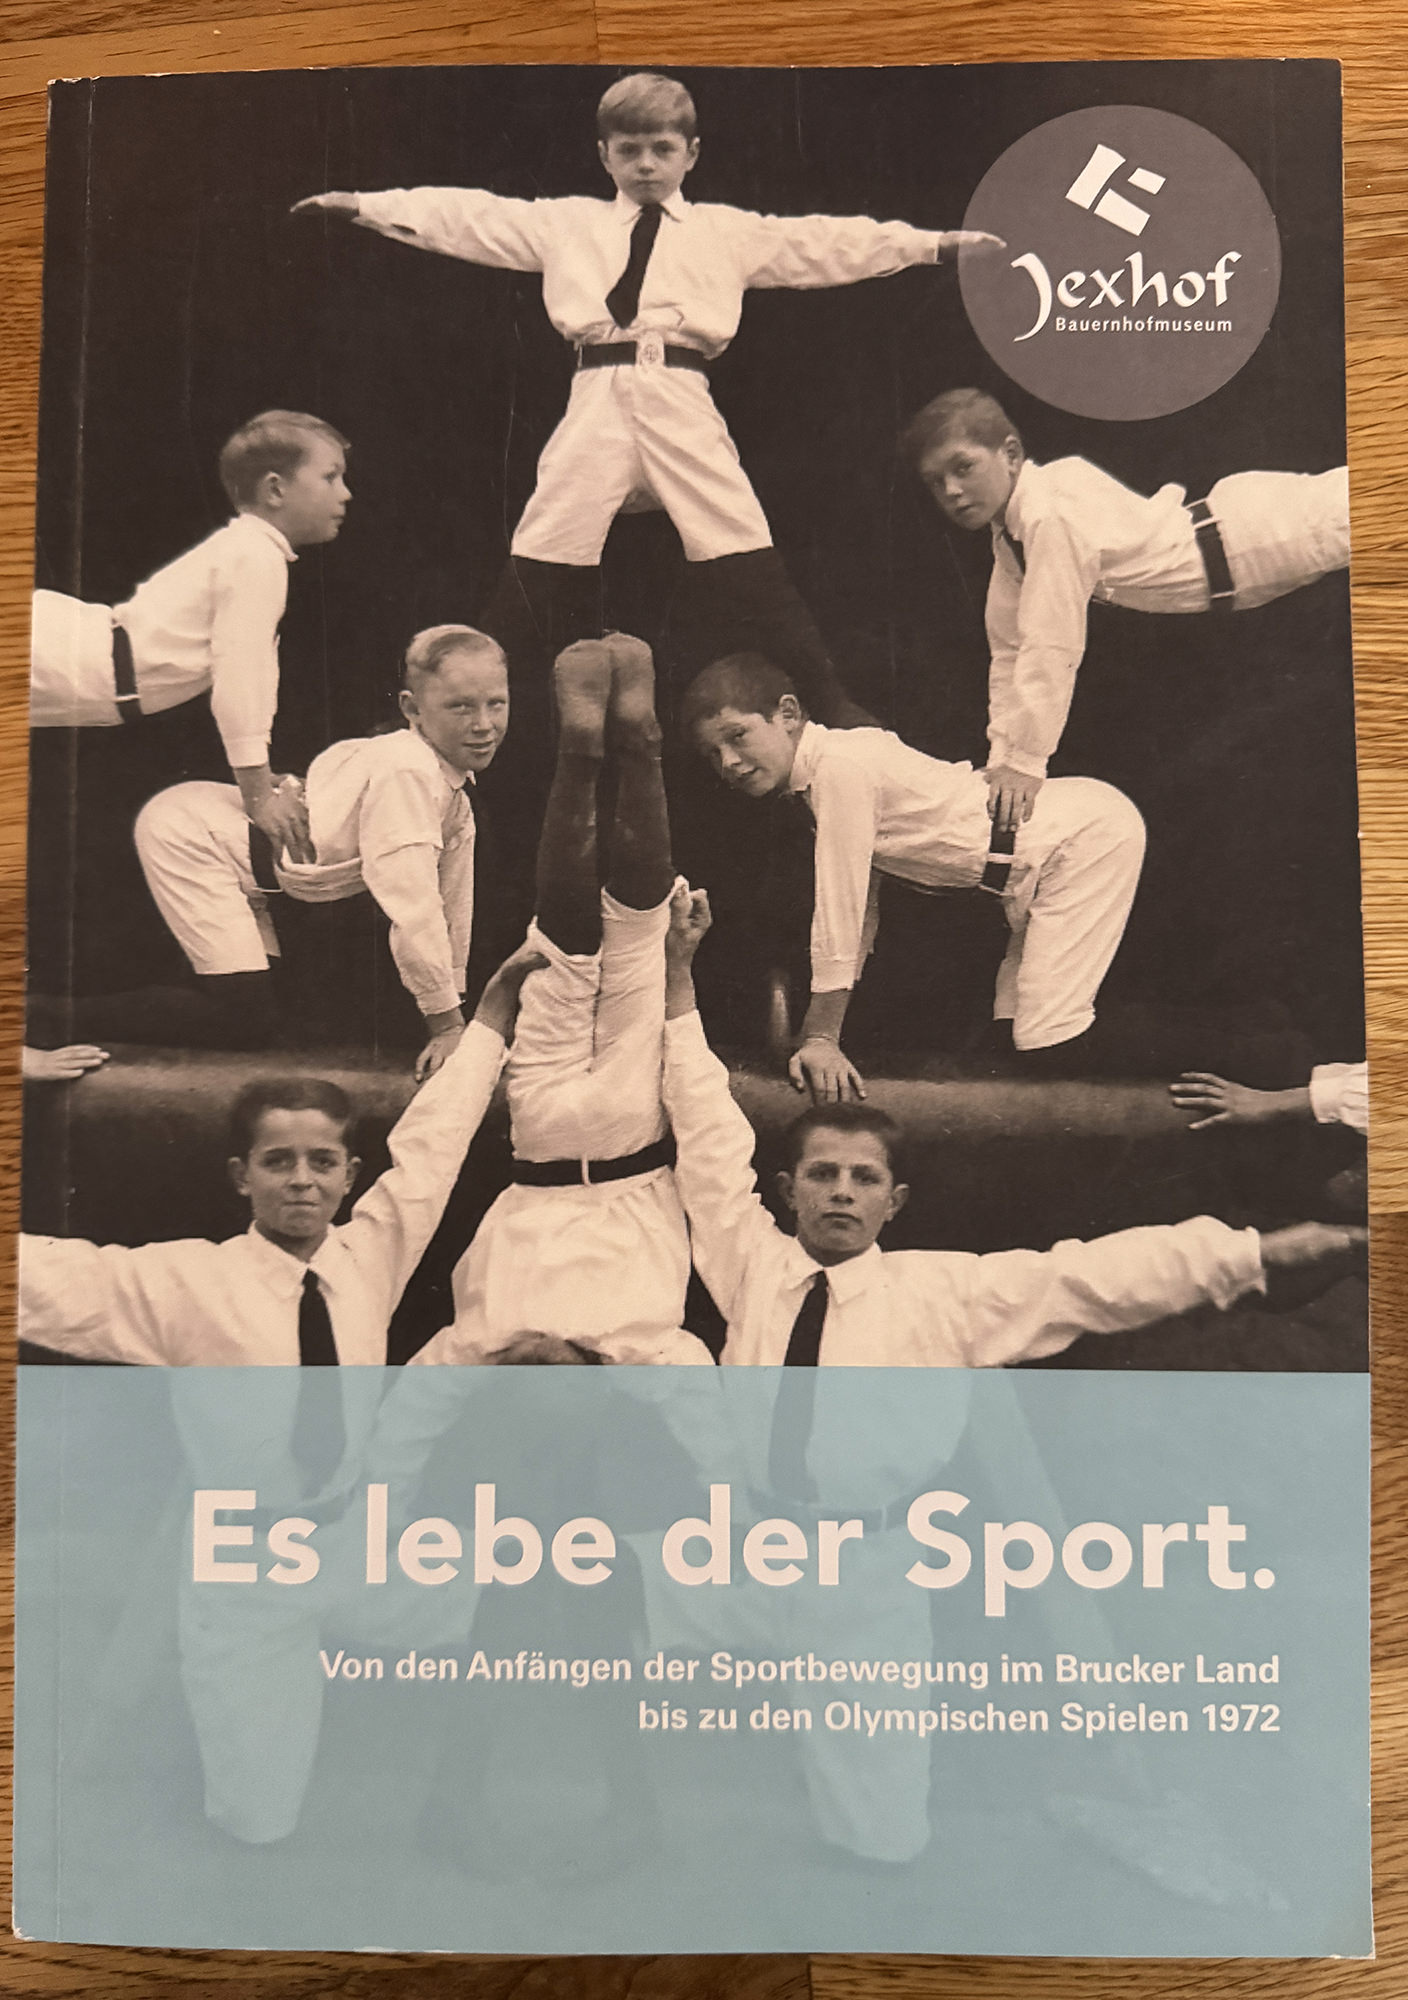 Jexhof
Bauernhofmuseum
Es lebe der Sport.
Von den Anfängen der Sportbewegung im Brucker Land
bis zu den Olympischen Spielen 1972